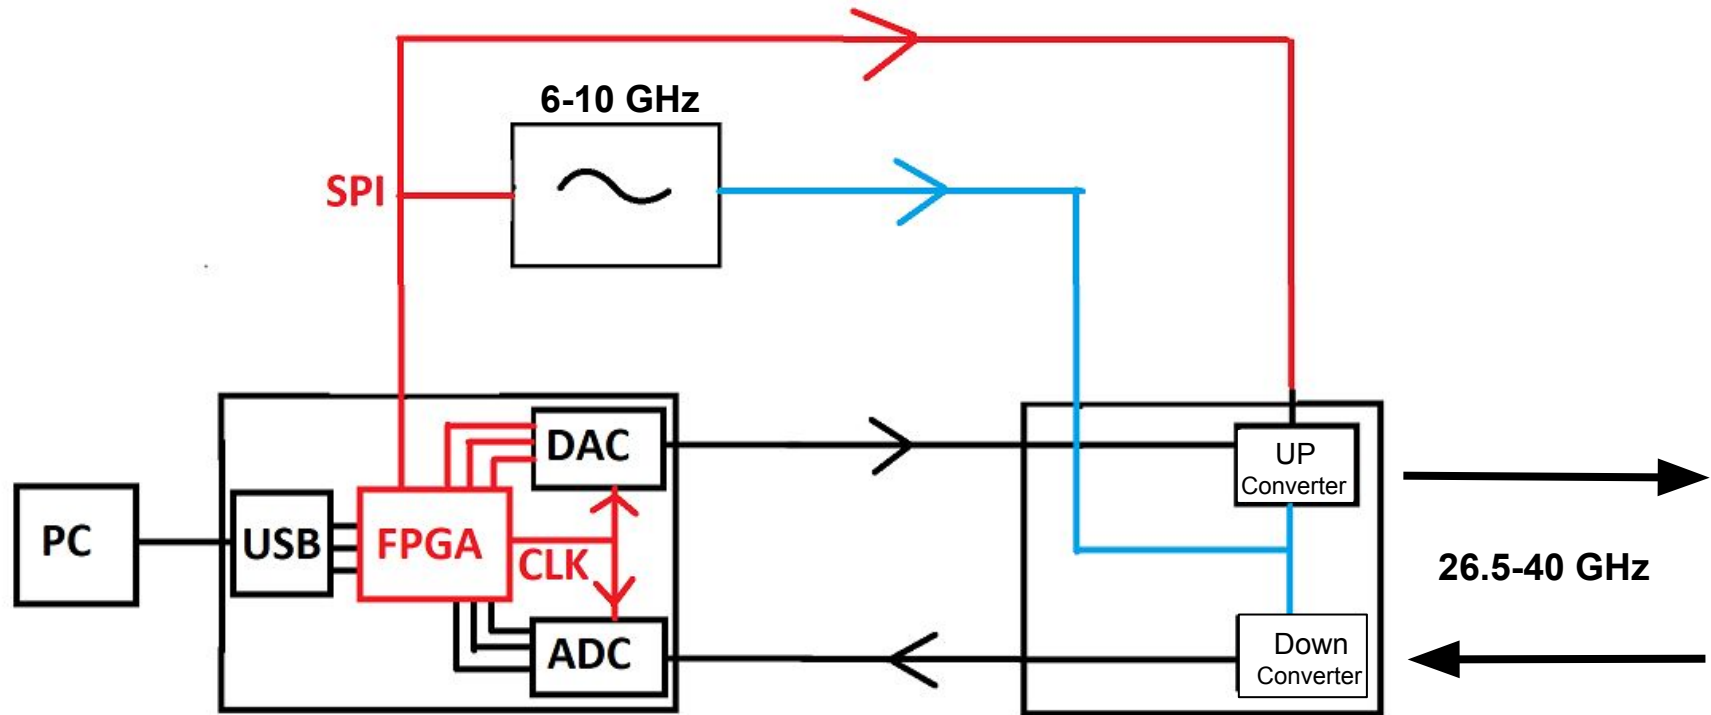 6-10 GHz
SPI
DAC
UP
Converter
PC
USB
FPGA
CLK
26.5-40 GHz
ADC
Down
Converter